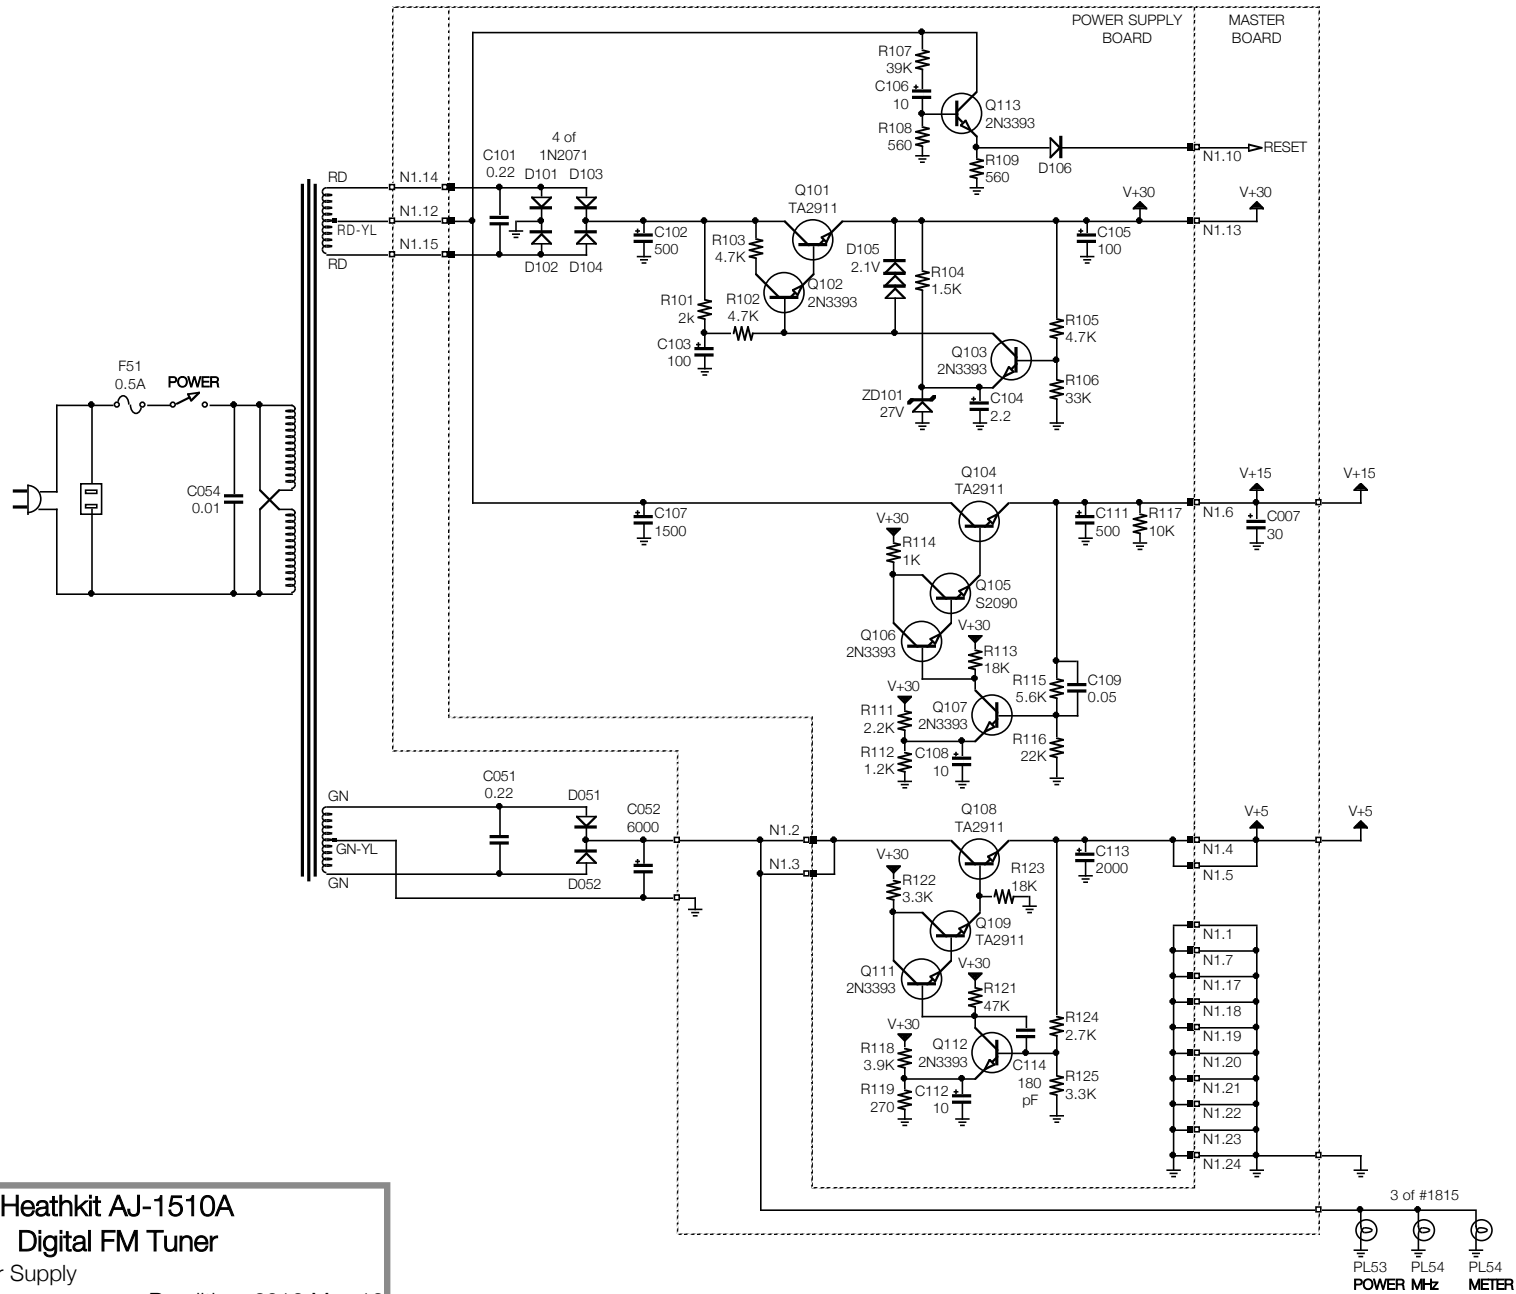 POWER SUPPLY
BOARD
MASTER
BOARD
R107
39K
C106
10
Q113
2N3393
R108
560
R109
560
D106
N1.10
RESET
4 of
1N2071
C101
0.22
D101
D103
RD
N1.14
N1.12
RD-YL
N1.15
RD
D102
D104
C102
500
Q101
TA2911
R103
4.7K
Q102
2N3393
D105
2.1V
R104
1.5K
V+30
V+30
C105
100
N1.13
R101
2k
R102
4.7K
C103
100
Q103
2N3393
R105
4.7K
R106
33K
ZD101
27V
C104
2.2
F51
0.5A
POWER
C054
0.01
Q104
TA2911
C107
1500
V+30
R114
1K
Q105
S2090
Q106
2N3393
V+30
R113
18K
V+30
R111
2.2K
Q107
2N3393
R112
1.2K
C108
10
R115
5.6K
C109
0.05
R116
22K
C111
500
R117
10K
N1.6
V+15
C007
30
V+15
GN
C051
0.22
D051
C052
6000
GN-YL
GN
D052
N1.2
N1.3
Q108
TA2911
V+30
R122
3.3K
R123
18K
C113
2000
V+5
V+5
N1.4
N1.5
Q109
TA2911
Q111
2N3393
V+30
R121
47K
V+30
R118
3.9K
Q112
2N3393
R119
270
C112
10
C114
180
pF
R124
2.7K
R125
3.3K
N1.1
N1.7
N1.17
N1.18
N1.19
N1.20
N1.21
N1.22
N1.23
N1.24
3 of #1815
PL53
POWER
PL54
MHz
PL54
METER
Heathkit AJ-1510A
Digital FM Tuner
Supply